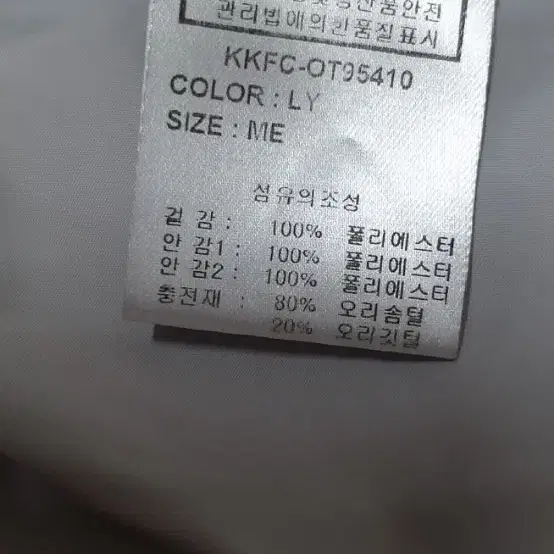 관리법에의한품질표시
KKFC-OT95410
COLOR : LY
SIZE : ME
섬유의조성
겉 감 : 100% 폴리에스터
안 감1 : 100% 폴리에스터
안 감2 : 100% 폴리에스터
충전재 : 80% 오리솜털
20% 오리깃털